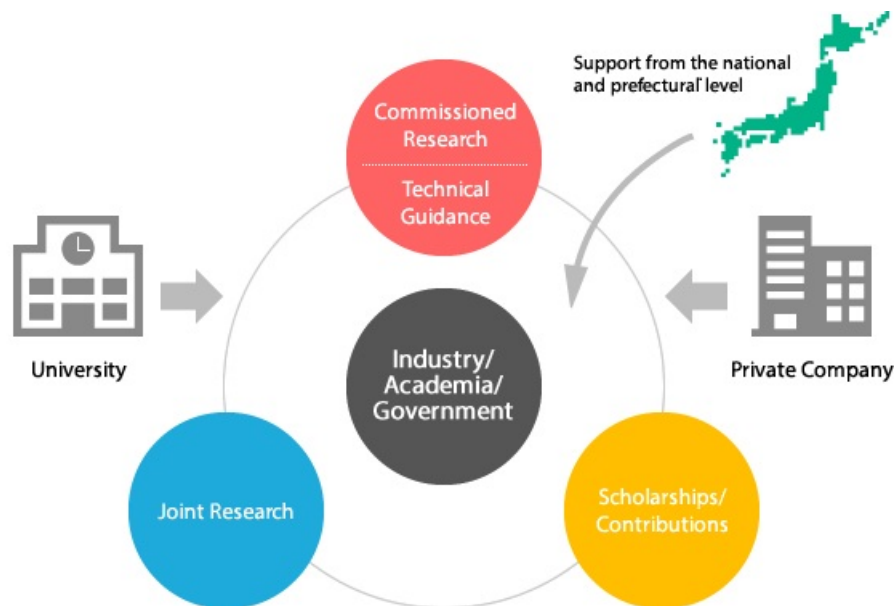 Support from the national
and prefectural level
Commissioned
Research
Technical
Guidance
University
Industry/
Academia/
Government
Private Company
Joint Research
Scholarships/
Contributions